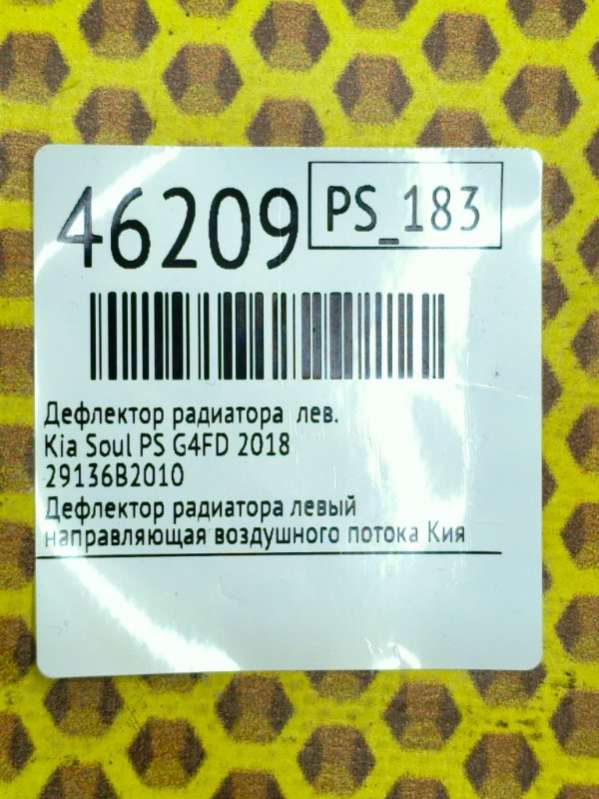 46209
PS_183
Дефлектор радиатора лев.
Kia Soul PS G4FD 2018
29136B2010
Дефлектор радиатора левый
направляющая воздушного потока Кия